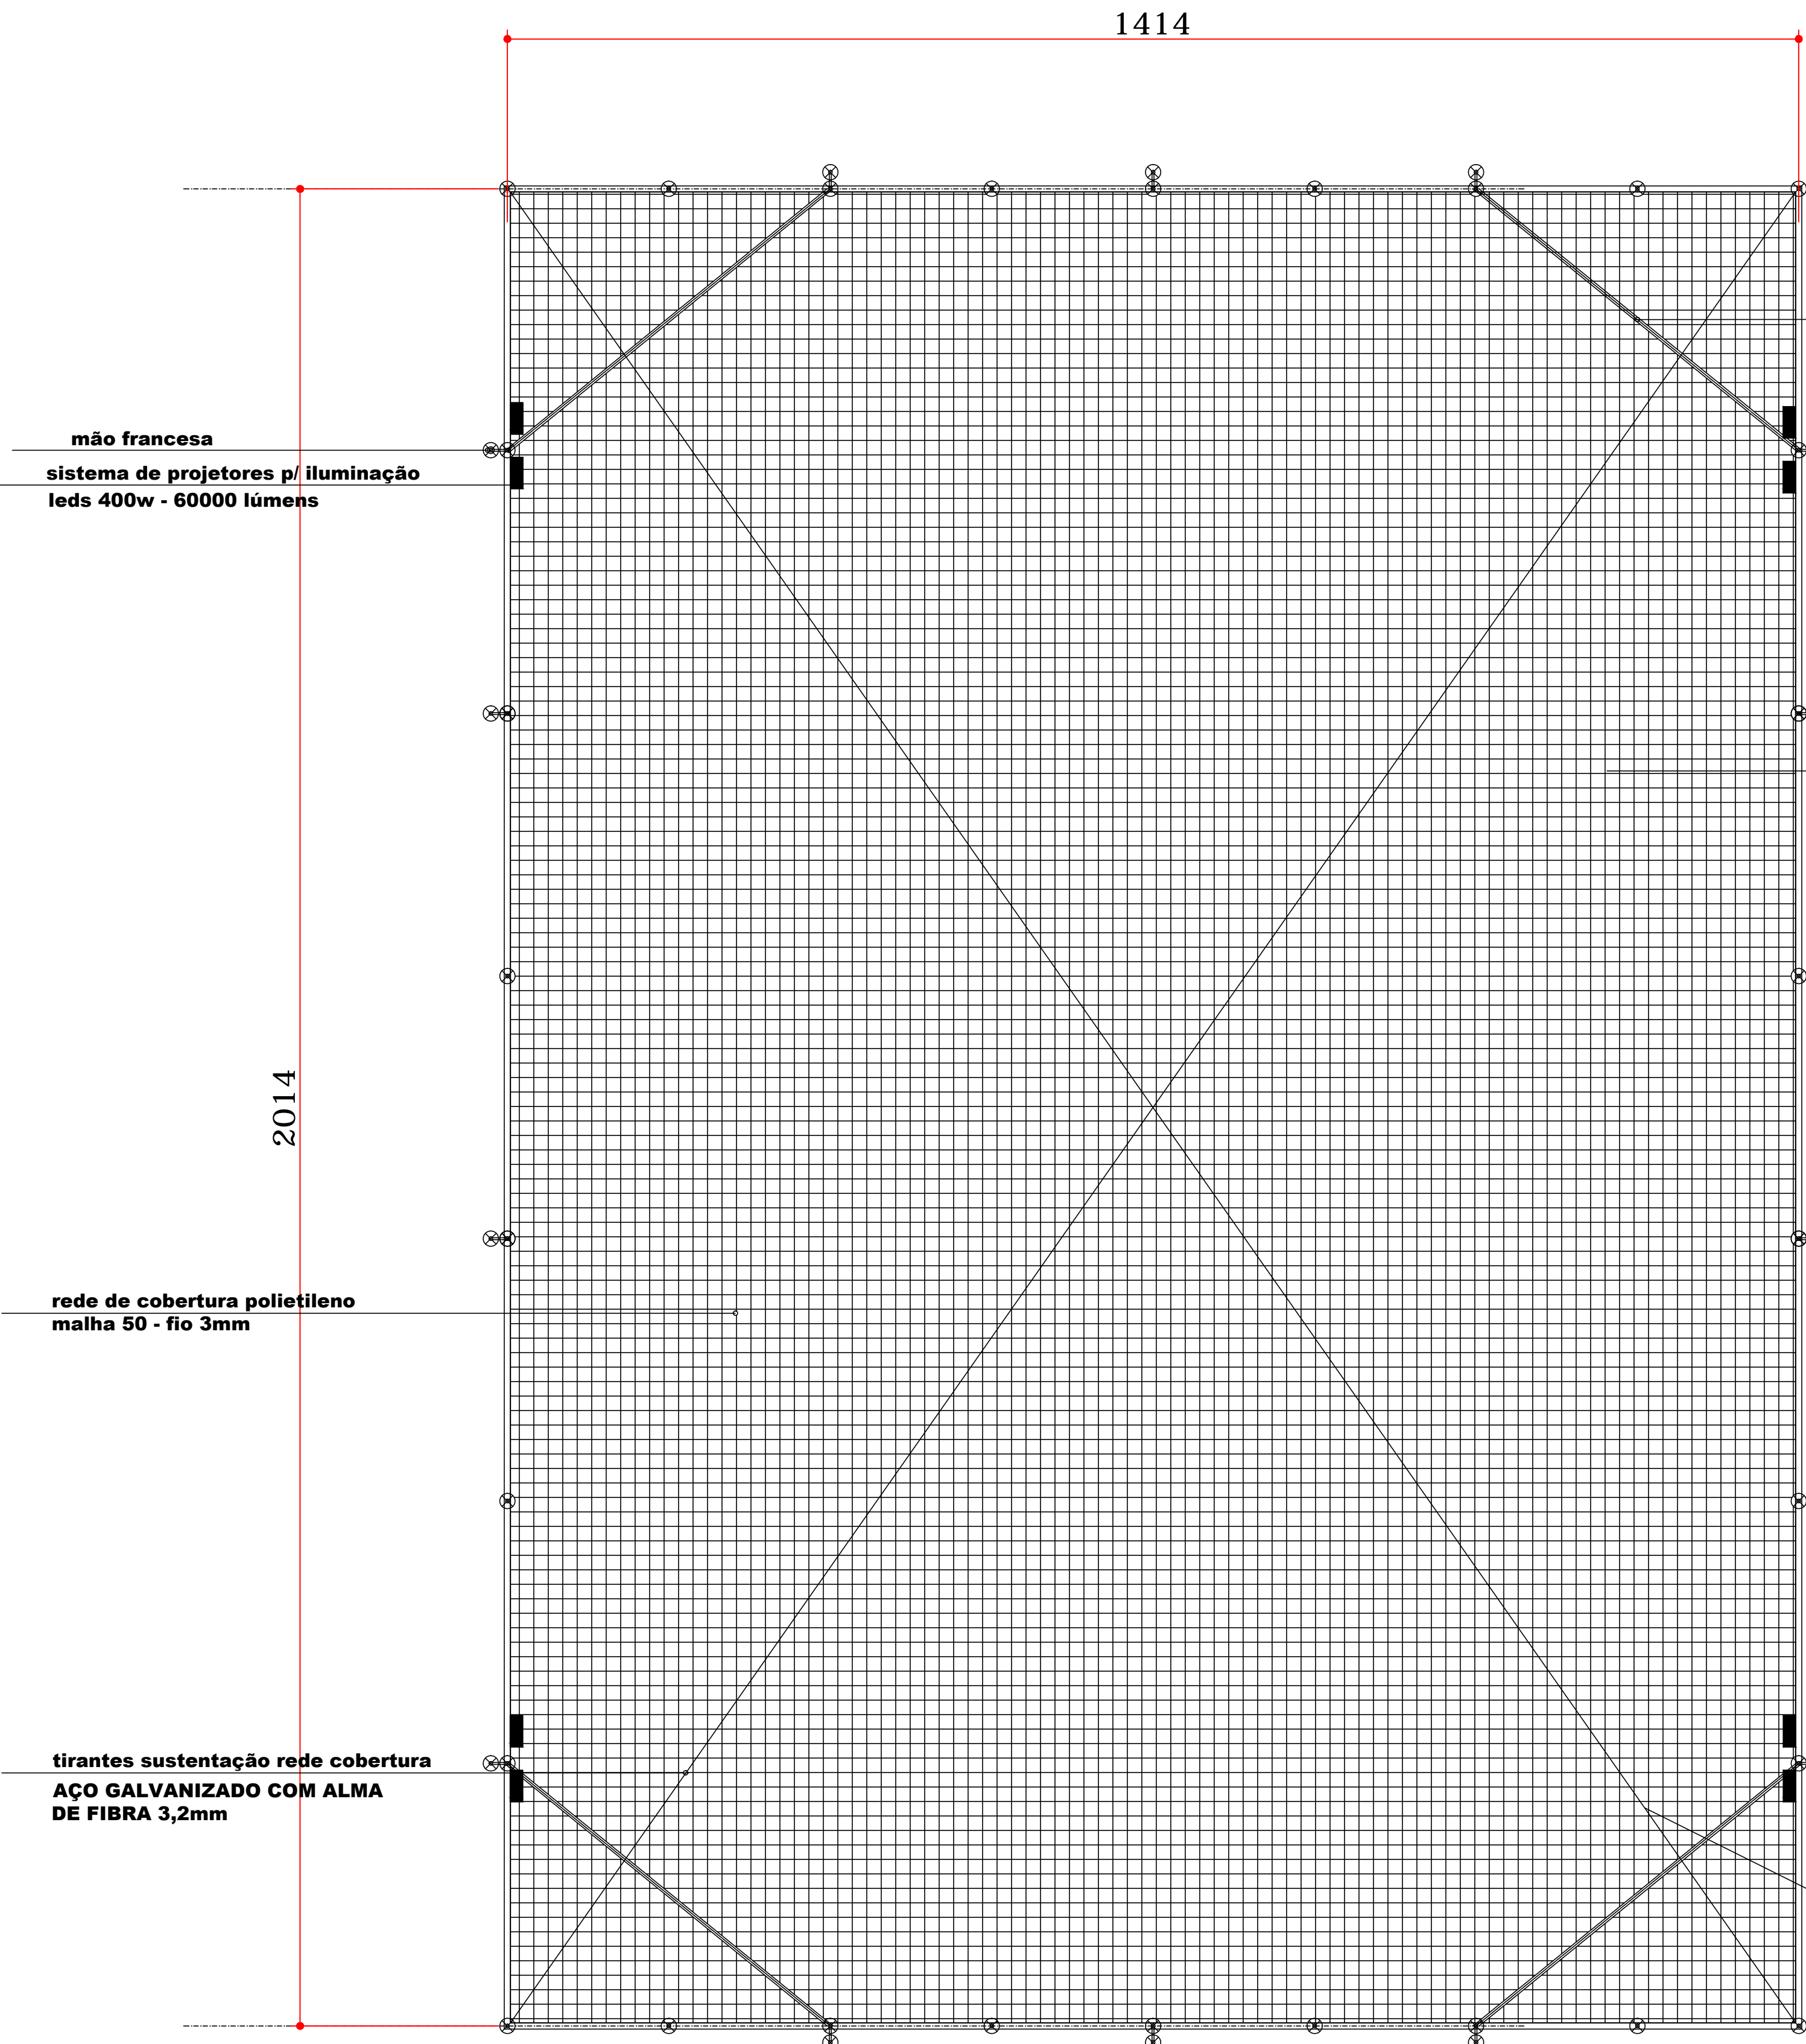 1414
mão francesa
sistema de projetores p/ iluminação
leds 400w - 60000 lúmens
2014
rede de cobertura polietileno
malha 50 - fio 3mm
tirantes sustentação rede cobertura
AÇO GALVANIZADO COM ALMA
DE FIBRA 3,2mm